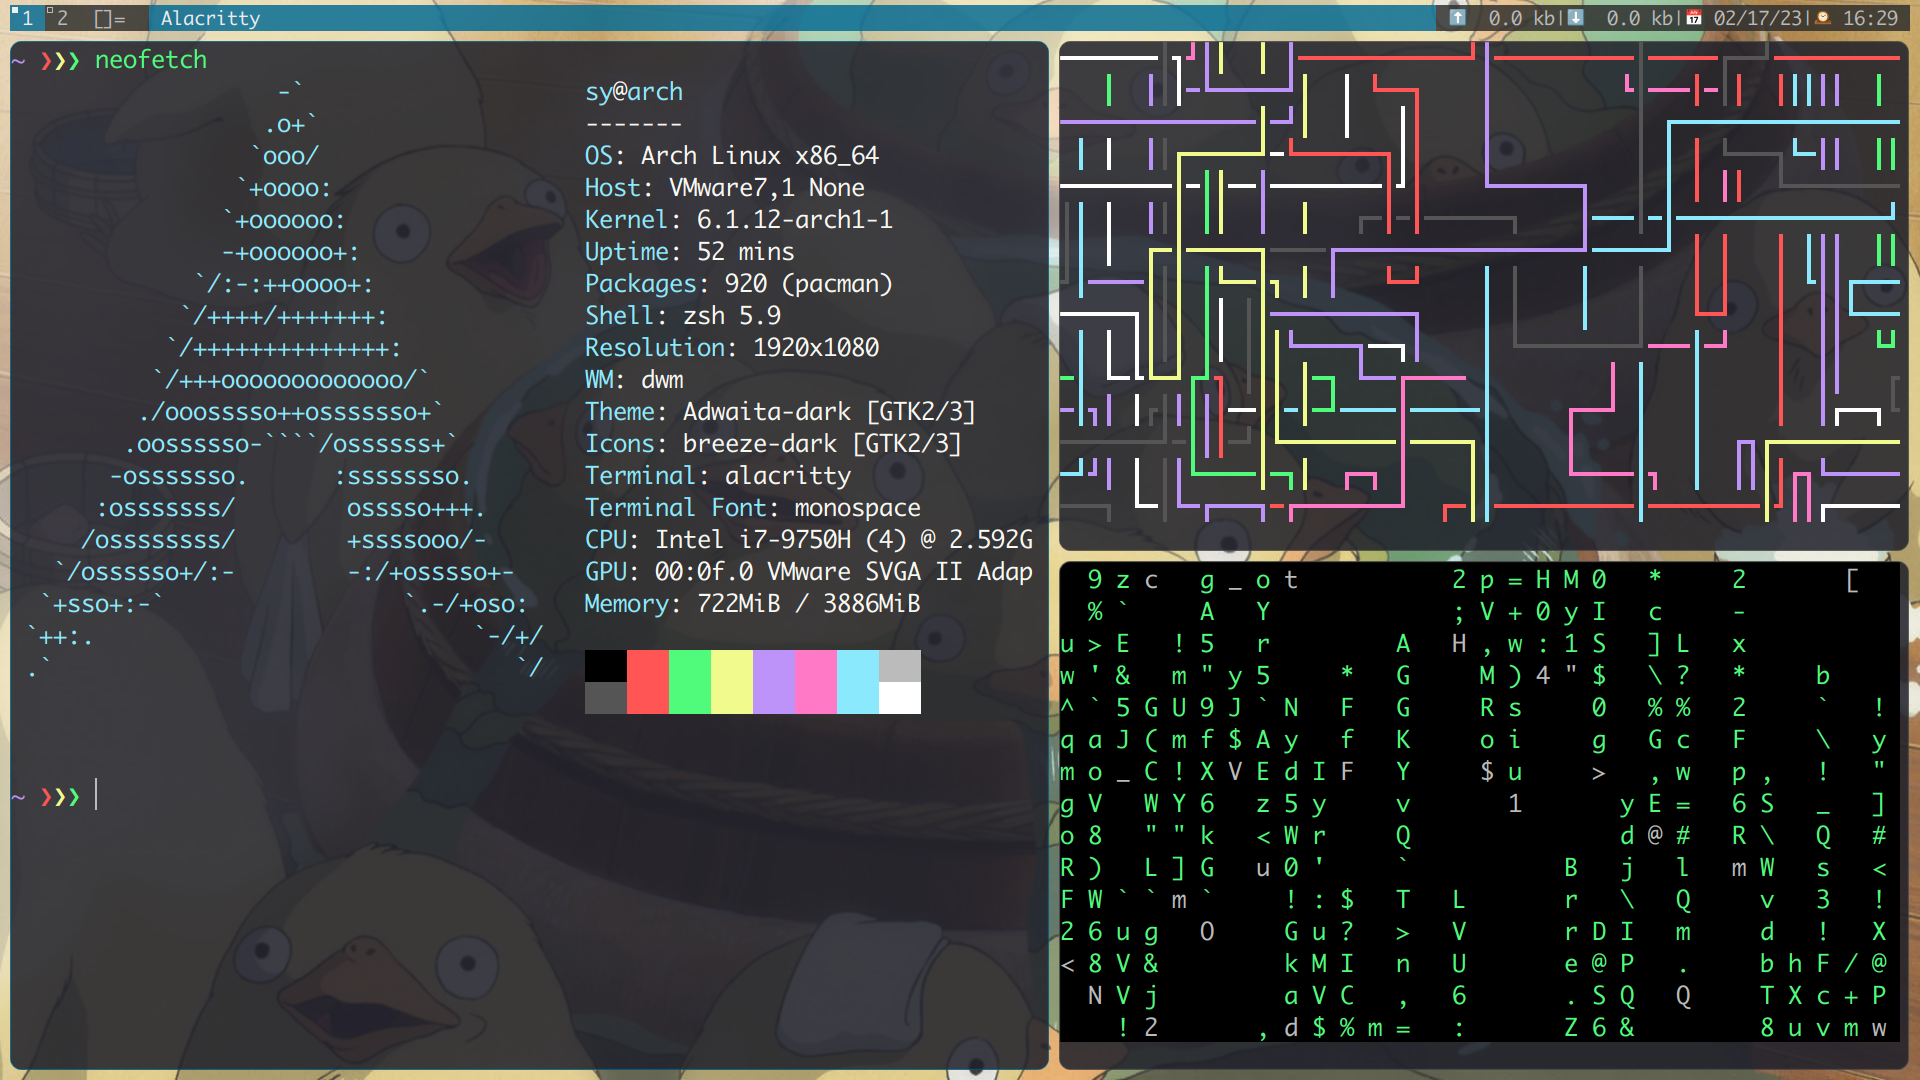 1 2 []= Alacritty ⬆️ 0.0 kb|⬇️ 0.0 kb|📅 02/17/23|🕰 16:29
~ ❯❯❯ neofetch
-`
.o+`
`ooo/
`+oooo:
`+oooooo:
-+oooooo+:
`/:-:++oooo+:
`/++++/+++++++:
`/++++++++++++++:
`/+++ooooooooooooo/`
./ooosssso++osssssso+`
.oossssso-````/ossssss+`
-osssssso.      :ssssssso.
:osssssss/        osssso+++.
/ossssssss/        +ssssooo/-
`/ossssso+/:-        -:/+osssso+-
`+sso+:-`                 `.-/+oso:
`++:.                           `-/+/
.`                                 `/
sy@arch
-------
OS: Arch Linux x86_64
Host: VMware7,1 None
Kernel: 6.1.12-arch1-1
Uptime: 52 mins
Packages: 920 (pacman)
Shell: zsh 5.9
Resolution: 1920x1080
WM: dwm
Theme: Adwaita-dark [GTK2/3]
Icons: breeze-dark [GTK2/3]
Terminal: alacritty
Terminal Font: monospace
CPU: Intel i7-9750H (4) @ 2.592G
GPU: 00:0f.0 VMware SVGA II Adap
Memory: 722MiB / 3886MiB
~ ❯❯❯
9 z c g _ o t 2 p = H M 0 * 2 [
% ` A Y ; V + 0 y I c -
u > E ! 5 r A H , w : 1 S ] L x
w ' & m " y 5 * G M ) 4 " $ \ ? * b
^ ` 5 G U 9 J ` N F G R s 0 % % 2 ` !
q a J ( m f $ A y f K o i g G c F \ y
m o _ C ! X V E d I F Y $ u > , w p , ! "
g V W Y 6 z 5 y v 1 y E = 6 S _ ]
o 8 " " k < W r Q d @ # R \ Q #
R ) L ] G u 0 ' ` B j l m W s <
F W ` ` m ` ! : $ T L r \ Q v 3 !
2 6 u g O G u ? > V r D I m d ! X
< 8 V & k M I n U e @ P . b h F / @
N V j a V C , 6 . S Q Q T X c + P
! 2 , d $ % m = : Z 6 & 8 u v m w